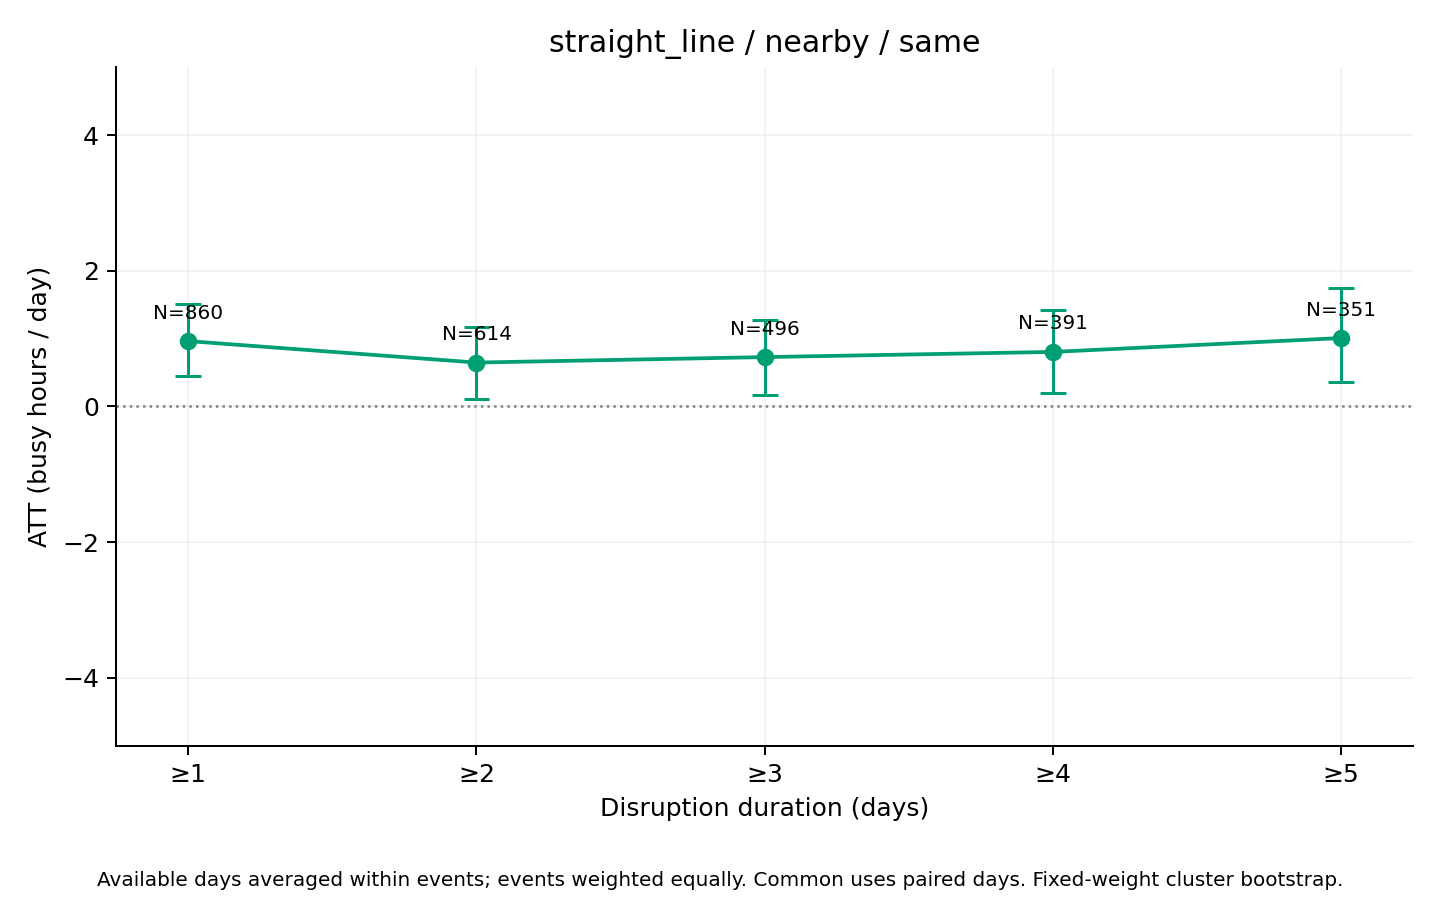 straight_line / nearby / same
ATT (busy hours / day)
4
2
0
−2
−4
N=860
N=614
N=496
N=391
N=351
≥1
≥2
≥3
≥4
≥5
Disruption duration (days)
Available days averaged within events; events weighted equally. Common uses paired days. Fixed-weight cluster bootstrap.